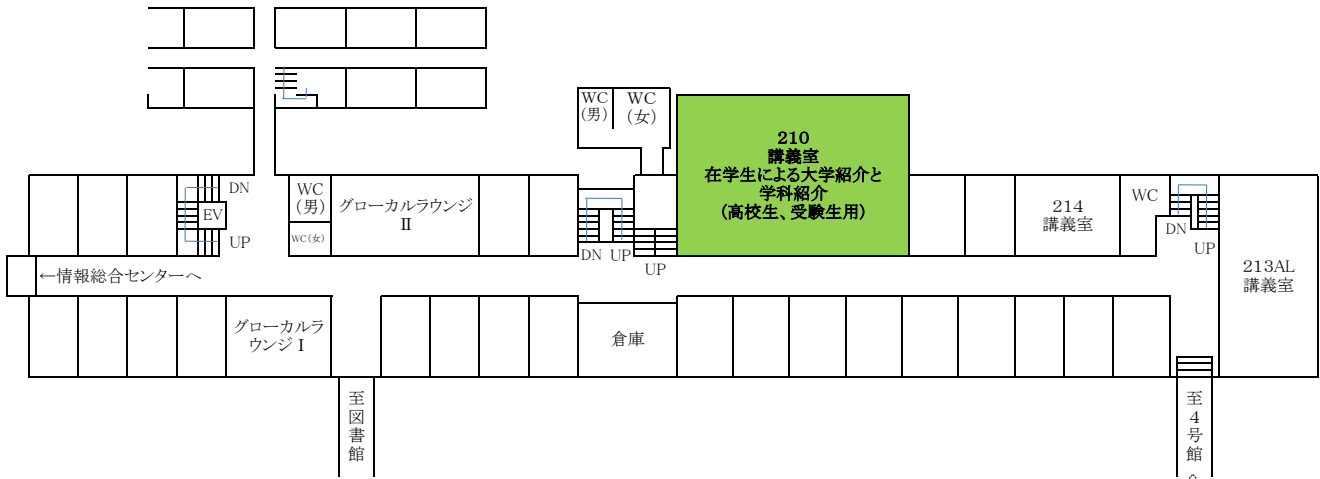 WC
(男)
WC
(女)
210
講義室
在学生による大学紹介と
学科紹介
(高校生、受験生用)
DN
EV
UP
WC
(男)
WC(女)
グローカルラウンジ
Ⅱ
DN
UP
UP
214
講義室
WC
DN
UP
213AL
講義室
←情報総合センターへ
グローカルラ
ウンジⅠ
倉庫
至図書館
至4号館